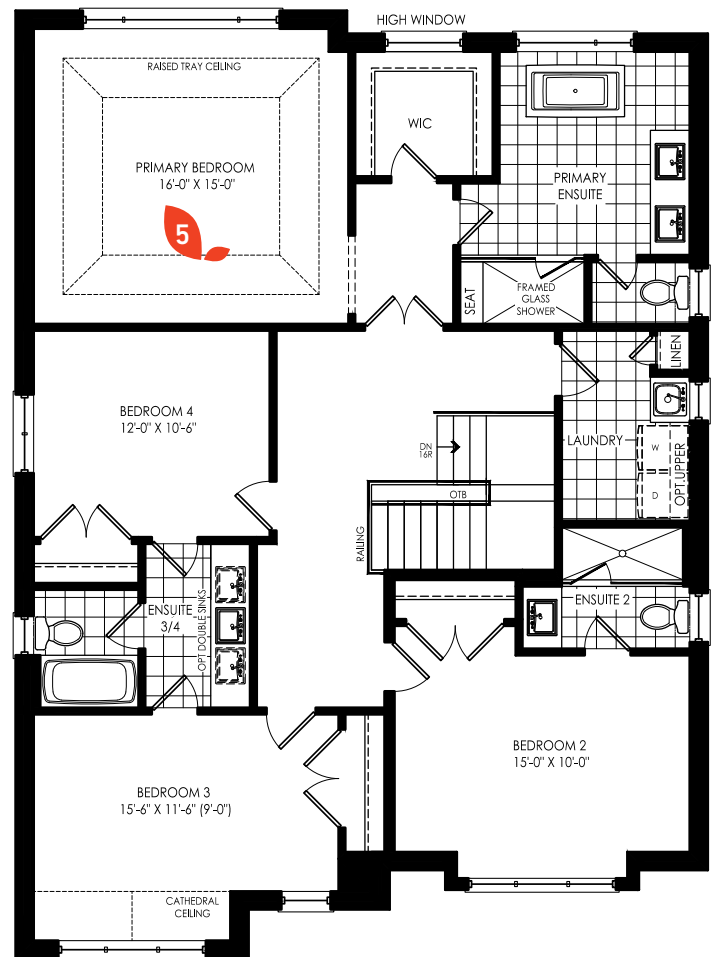 HIGH WINDOW
RAISED TRAY CEILING
WIC
PRIMARY BEDROOM
16'-0" X 15'-0"
5
PRIMARY
ENSUITE
SEAT
FRAMED
GLASS
SHOWER
LINEN
BEDROOM 4
12'-0" X 10'-6"
DN
16R
LAUNDRY
W
D
OPT.UPPER
OTB
RAILING
ENSUITE
3/4
OPT DOUBLE SINKS
ENSUITE 2
BEDROOM 2
15'-0" X 10'-0"
BEDROOM 3
15'-6" X 11'-6" (9'-0")
CATHEDRAL
CEILING